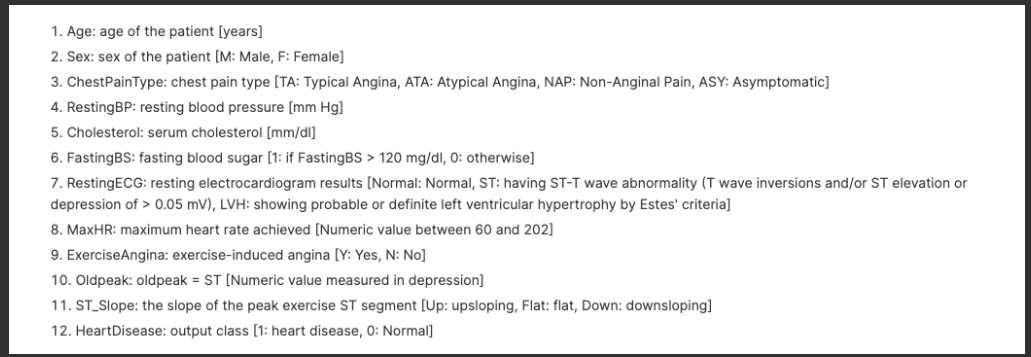 1. Age: age of the patient [years]
2. Sex: sex of the patient [M: Male, F: Female]
3. ChestPainType: chest pain type [TA: Typical Angina, ATA: Atypical Angina, NAP: Non-Anginal Pain, ASY: Asymptomatic]
4. RestingBP: resting blood pressure [mm Hg]
5. Cholesterol: serum cholesterol [mm/dl]
6. FastingBS: fasting blood sugar [1: if FastingBS > 120 mg/dl, 0: otherwise]
7. RestingECG: resting electrocardiogram results [Normal: Normal, ST: having ST-T wave abnormality (T wave inversions and/or ST elevation or
depression of > 0.05 mV), LVH: showing probable or definite left ventricular hypertrophy by Estes' criteria]
8. MaxHR: maximum heart rate achieved [Numeric value between 60 and 202]
9. ExerciseAngina: exercise-induced angina [Y: Yes, N: No]
10. Oldpeak: oldpeak = ST [Numeric value measured in depression]
11. ST_Slope: the slope of the peak exercise ST segment [Up: upsloping, Flat: flat, Down: downsloping]
12. HeartDisease: output class [1: heart disease, 0: Normal]